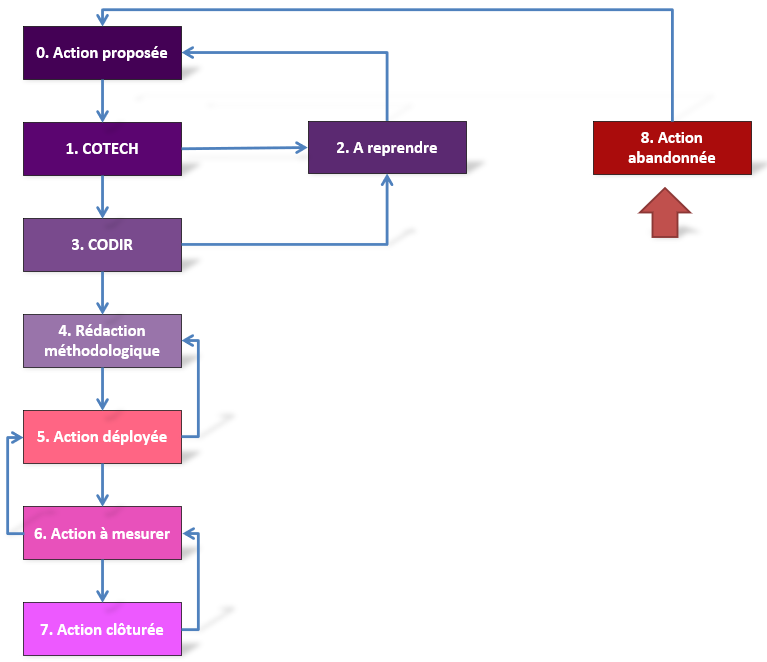 0. Action proposée
1. COTECH
2. A reprendre
8. Action
abandonnée
3. CODIR
4. Rédaction
méthodologique
5. Action déployée
6. Action à mesurer
7. Action clôturée